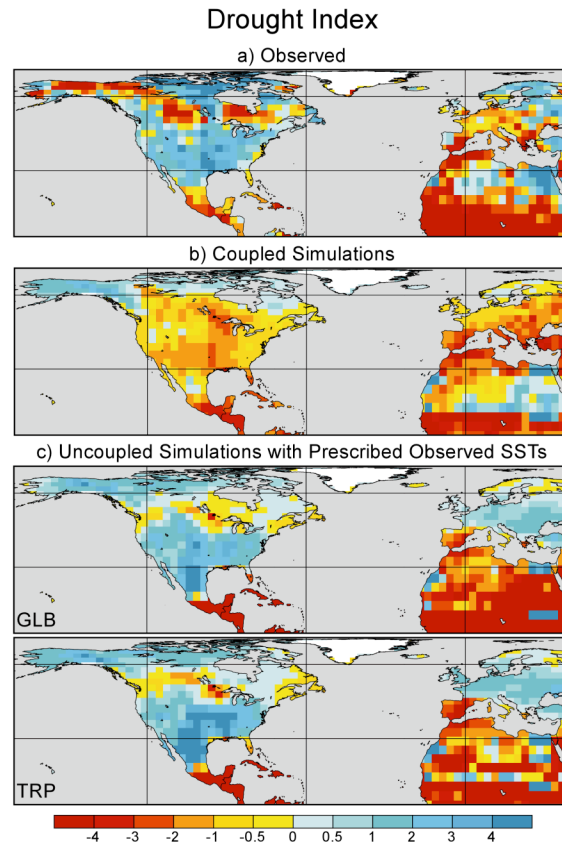 Drought Index
a) Observed
b) Coupled Simulations
c) Uncoupled Simulations with Prescribed Observed SSTs
GLB
TRP
-4 -3 -2 -1 -0.5 0 0.5 1 2 3 4